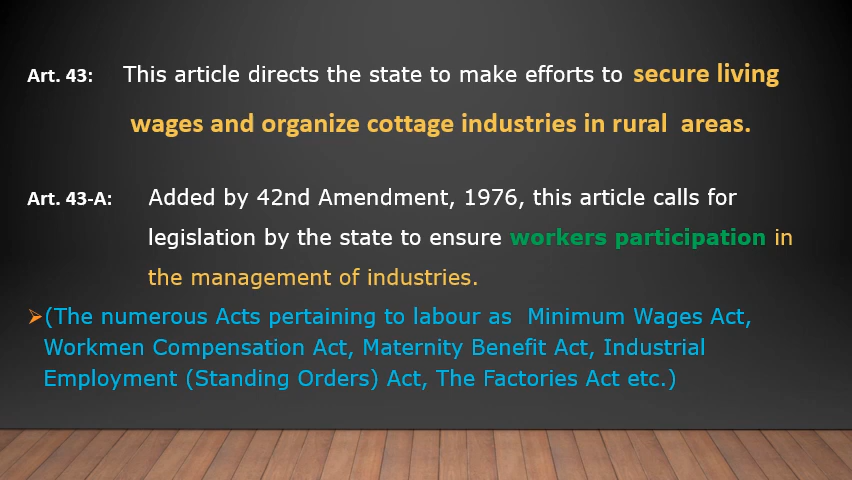 Art. 43: This article directs the state to make efforts to secure living
wages and organize cottage industries in rural areas.
Art. 43-A: Added by 42nd Amendment, 1976, this article calls for
legislation by the state to ensure workers participation in
the management of industries.
➢(The numerous Acts pertaining to labour as Minimum Wages Act,
Workmen Compensation Act, Maternity Benefit Act, Industrial
Employment (Standing Orders) Act, The Factories Act etc.)